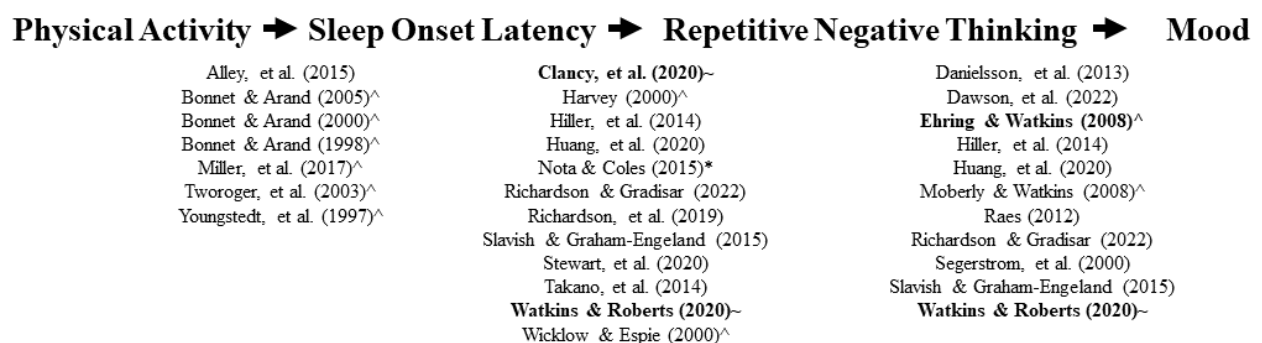 Physical Activity → Sleep Onset Latency → Repetitive Negative Thinking → Mood
Alley, et al. (2015)
Bonnet & Arand (2005)^
Bonnet & Arand (2000)^
Bonnet & Arand (1998)^
Miller, et al. (2017)^
Tworoger, et al. (2003)^
Youngstedt, et al. (1997)^
Clancy, et al. (2020)~
Harvey (2000)^
Hiller, et al. (2014)
Huang, et al. (2020)
Nota & Coles (2015)*
Richardson & Gradisar (2022)
Richardson, et al. (2019)
Slavish & Graham-Engeland (2015)
Stewart, et al. (2020)
Takano, et al. (2014)
Watkins & Roberts (2020)~
Wicklow & Espie (2000)^
Danielsson, et al. (2013)
Dawson, et al. (2022)
Ehring & Watkins (2008)^
Hiller, et al. (2014)
Huang, et al. (2020)
Moberly & Watkins (2008)^
Raes (2012)
Richardson & Gradisar (2022)
Segerstrom, et al. (2000)
Slavish & Graham-Engeland (2015)
Watkins & Roberts (2020)~